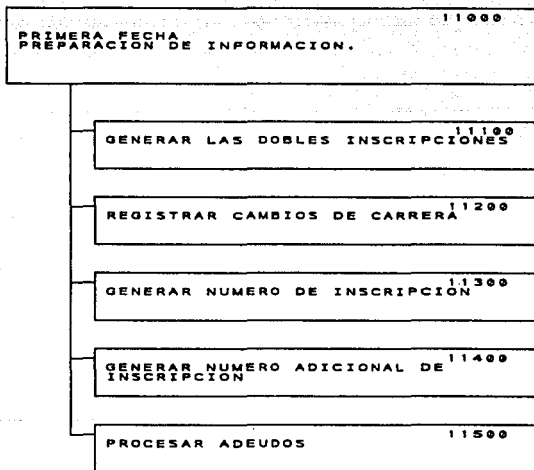 11000
PRIMERA FECHA
PREPARACION DE INFORMACION.
11100
GENERAR LAS DOBLES INSCRIPCIONES
11200
REGISTRAR CAMBIOS DE CARRERA
11300
GENERAR NUMERO DE INSCRIPCION
11400
GENERAR NUMERO ADICIONAL DE
INSCRIPCION
11500
PROCESAR ADEUDOS